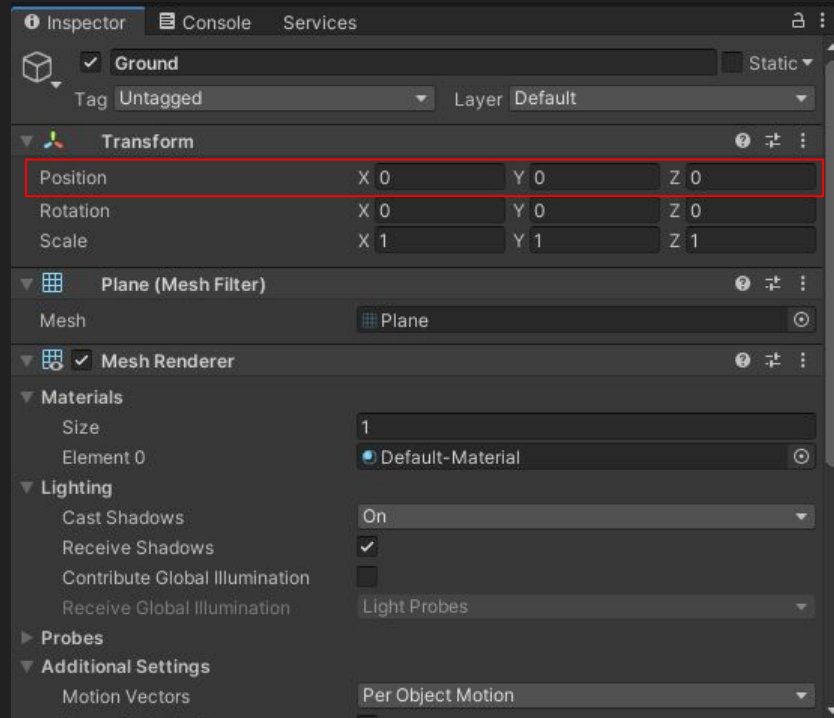 Inspector Console Services
Ground Static
Tag Untagged Layer Default
Transform
Position X 0 Y 0 Z 0
Rotation X 0 Y 0 Z 0
Scale X 1 Y 1 Z 1
Plane (Mesh Filter)
Mesh Plane
Mesh Renderer
Materials
Size 1
Element 0 Default-Material
Lighting
Cast Shadows On
Receive Shadows
Contribute Global Illumination
Receive Global Illumination Light Probes
Probes
Additional Settings
Motion Vectors Per Object Motion